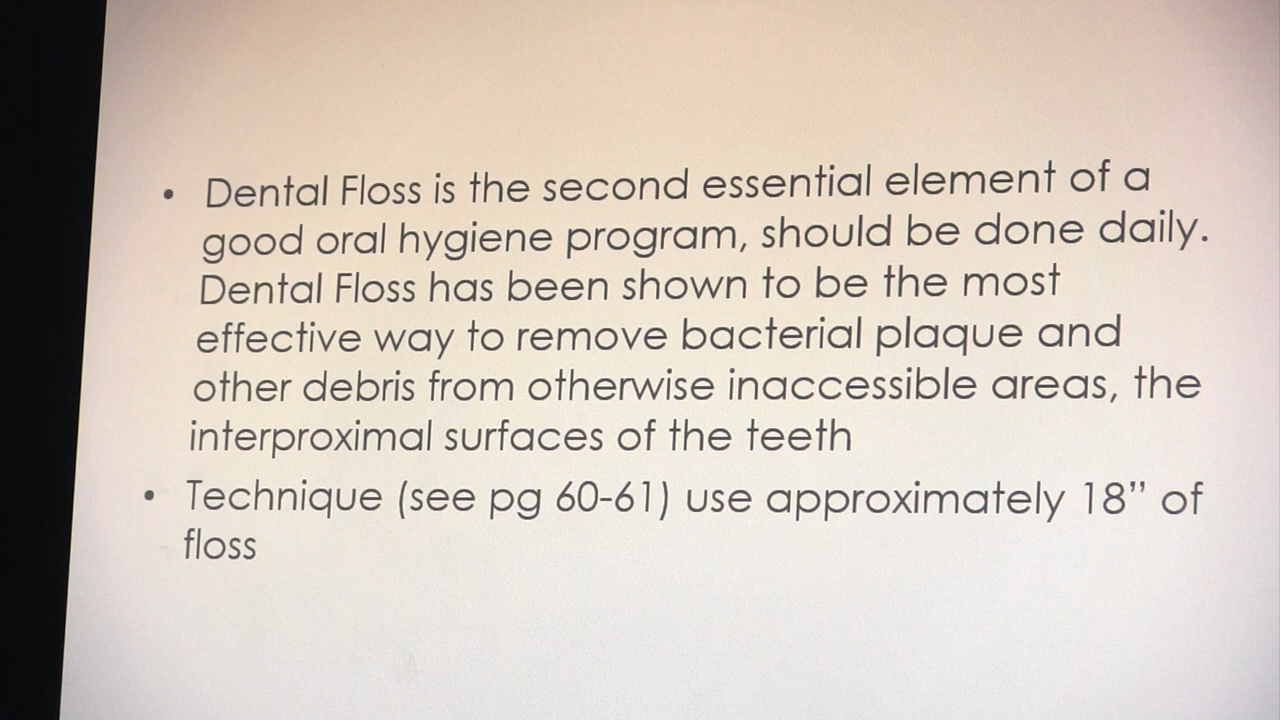 • Dental Floss is the second essential element of a
good oral hygiene program, should be done daily.
Dental Floss has been shown to be the most
effective way to remove bacterial plaque and
other debris from otherwise inaccessible areas, the
interproximal surfaces of the teeth
• Technique (see pg 60-61) use approximately 18” of
floss